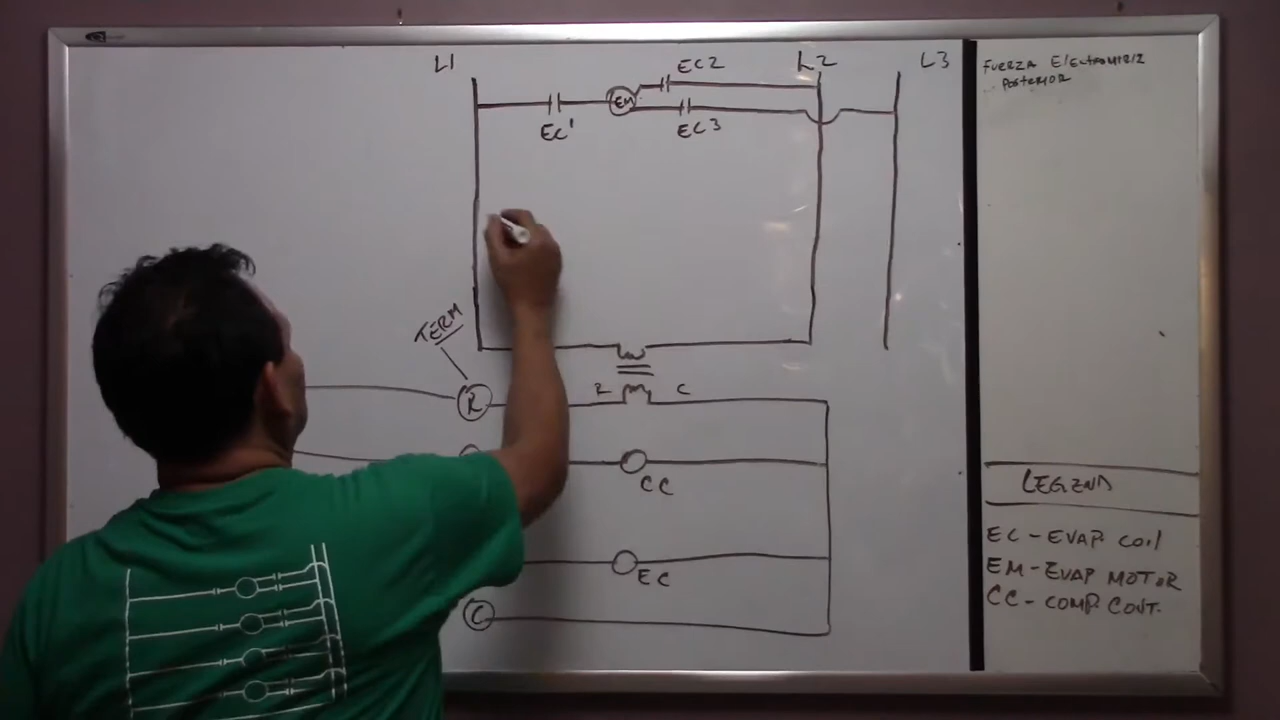 L1
L2
L3
EC2
EM
EC1
EC3
TERM
R
R
C
CC
EC
C
FUERZA ElECTROMTRIZ
POSTERIOR
LEGEND
EC - EVAP COil
EM - EVAP MOTOR
CC - COMP CONT.